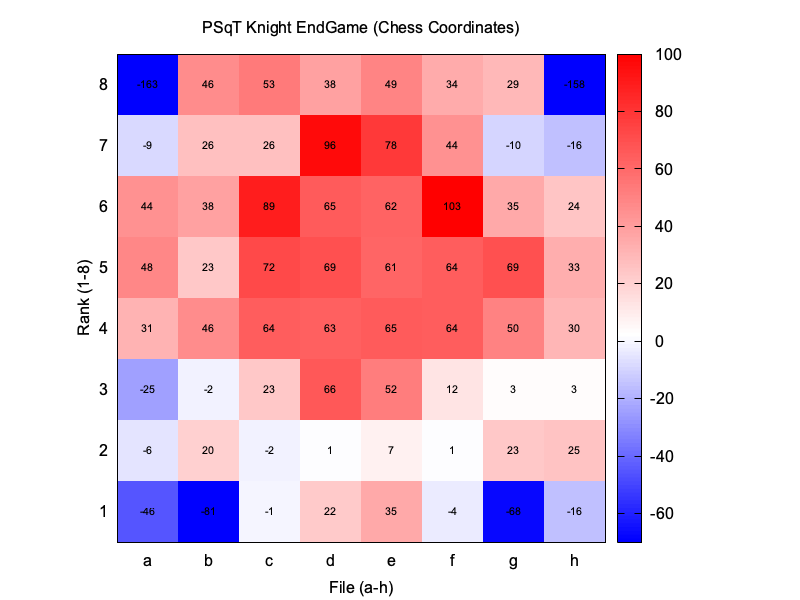 PSqT Knight EndGame (Chess Coordinates)
8 -163 46 53 38 49 34 29
7 -9 26 26 96 78 44 -10 -16
6 44 38 89 65 62 103 35 24
5 48 23 72 69 61 64 69 33
4 31 46 64 63 65 64 50 30
3 -25 -2 23 66 52 12 3 3
2 -6 20 -2 1 7 1 23 25
1 -46 -81 -1 22 35 -4 -16
a b c d e f g h
File (a-h)
Rank (1-8)
100
80
60
40
20
0
-20
-40
-60